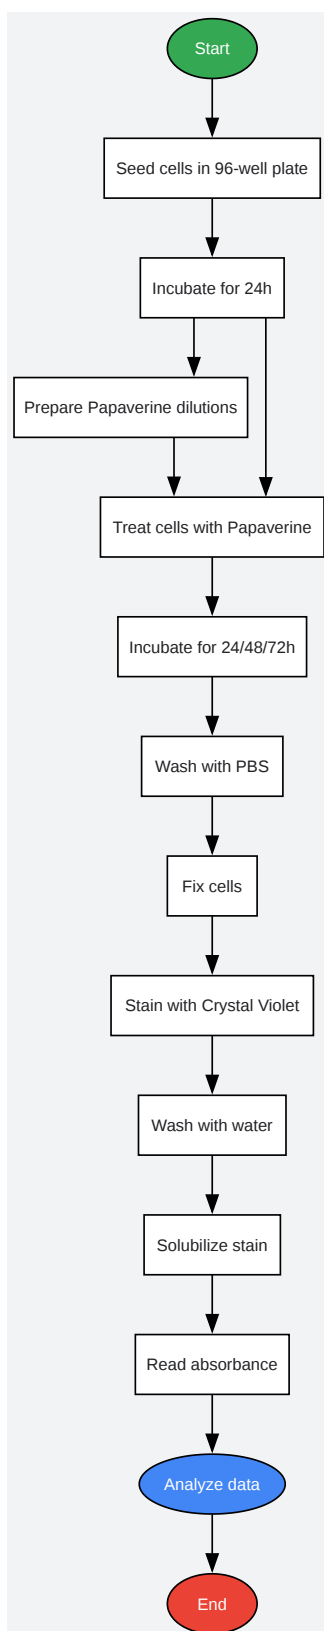 Start
Seed cells in 96-well plate
Incubate for 24h
Prepare Papaverine dilutions
Treat cells with Papaverine
Incubate for 24/48/72h
Wash with PBS
Fix cells
Stain with Crystal Violet
Wash with water
Solubilize stain
Read absorbance
Analyze data
End